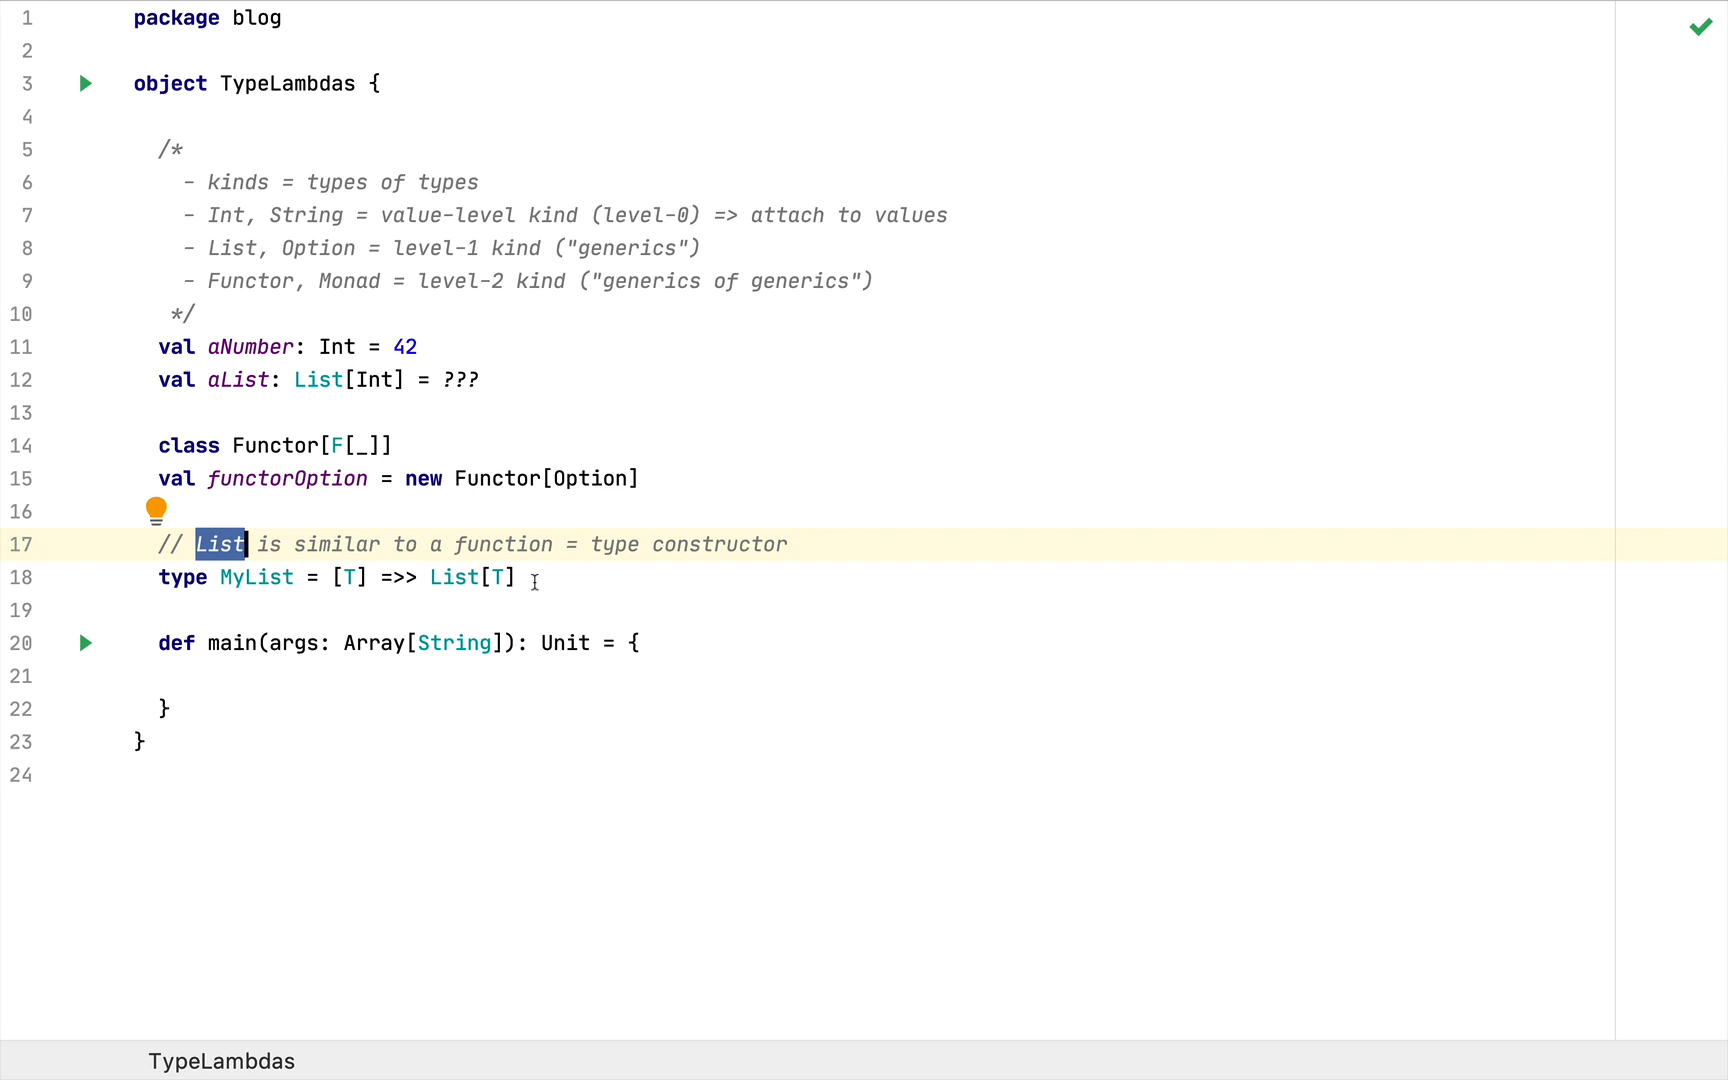 1 package blog
2
3 object TypeLambdas {
4
5 /*
6 - kinds = types of types
7 - Int, String = value-level kind (level-0) => attach to values
8 - List, Option = level-1 kind ("generics")
9 - Functor, Monad = level-2 kind ("generics of generics")
10 */
11 val aNumber: Int = 42
12 val aList: List[Int] = ???
13
14 class Functor[F[_]]
15 val functorOption = new Functor[Option]
16
17 // List is similar to a function = type constructor
18 type MyList = [T] =>> List[T]
19
20 def main(args: Array[String]): Unit = {
21
22 }
23 }
24
TypeLambdas